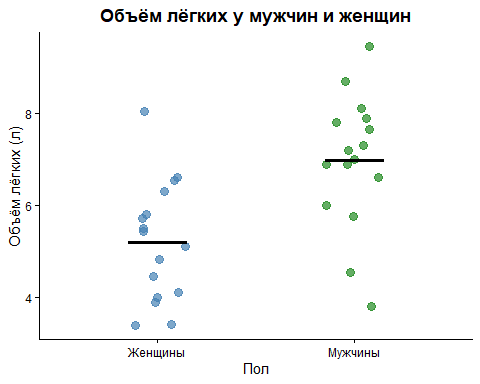 Объём лёгких у мужчин и женщин
Объём лёгких (л)
8
6
4
Женщины
Мужчины
Пол